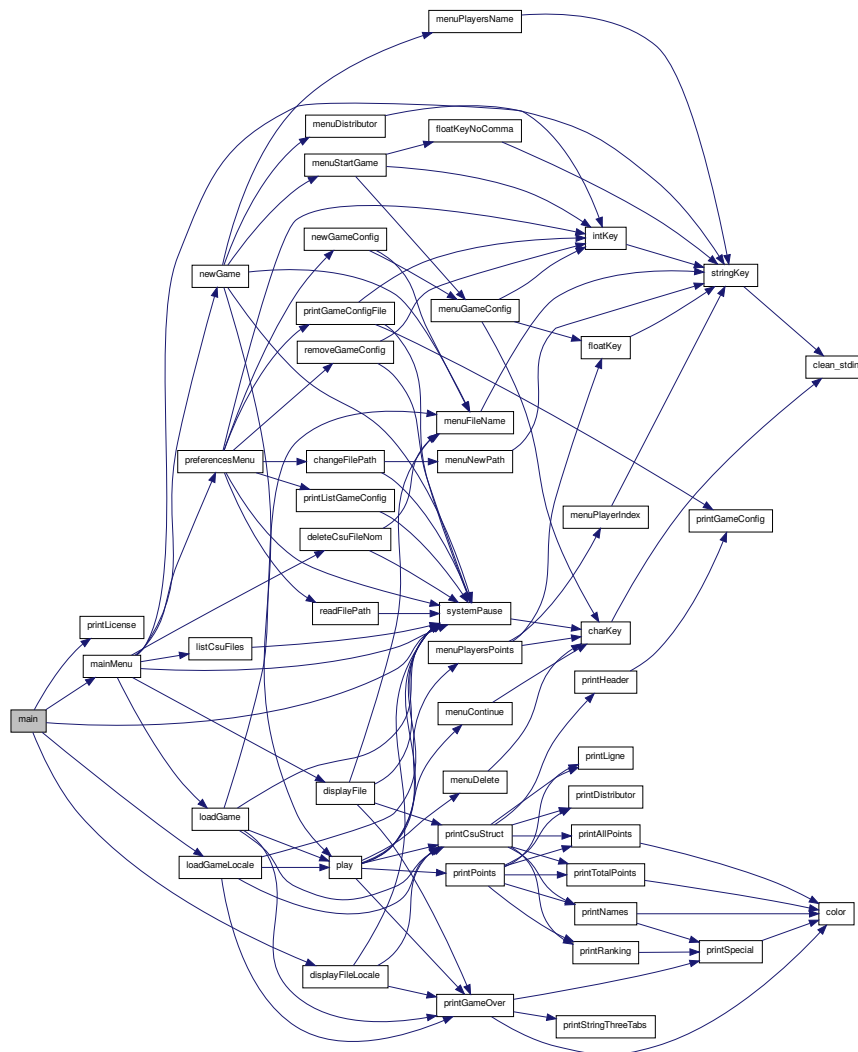 menuPlayersName
menuDistributor
floatKeyNoComma
menuStartGame
newGameConfig
intKey
newGame
stringKey
printGameConfigFile
menuGameConfig
removeGameConfig
floatKey
clean_stdin
menuFileName
preferencesMenu
changeFilePath
menuNewPath
printListGameConfig
menuPlayerIndex
printGameConfig
deleteCsuFileNom
readFilePath
systemPause
printLicense
charKey
listCsuFiles
menuPlayersPoints
mainMenu
printHeader
main
menuContinue
printLigne
menuDelete
displayFile
printDistributor
loadGame
printCsuStruct
printAllPoints
loadGameLocale
play
printPoints
printTotalPoints
printNames
color
printRanking
printSpecial
displayFileLocale
printGameOver
printStringThreeTabs